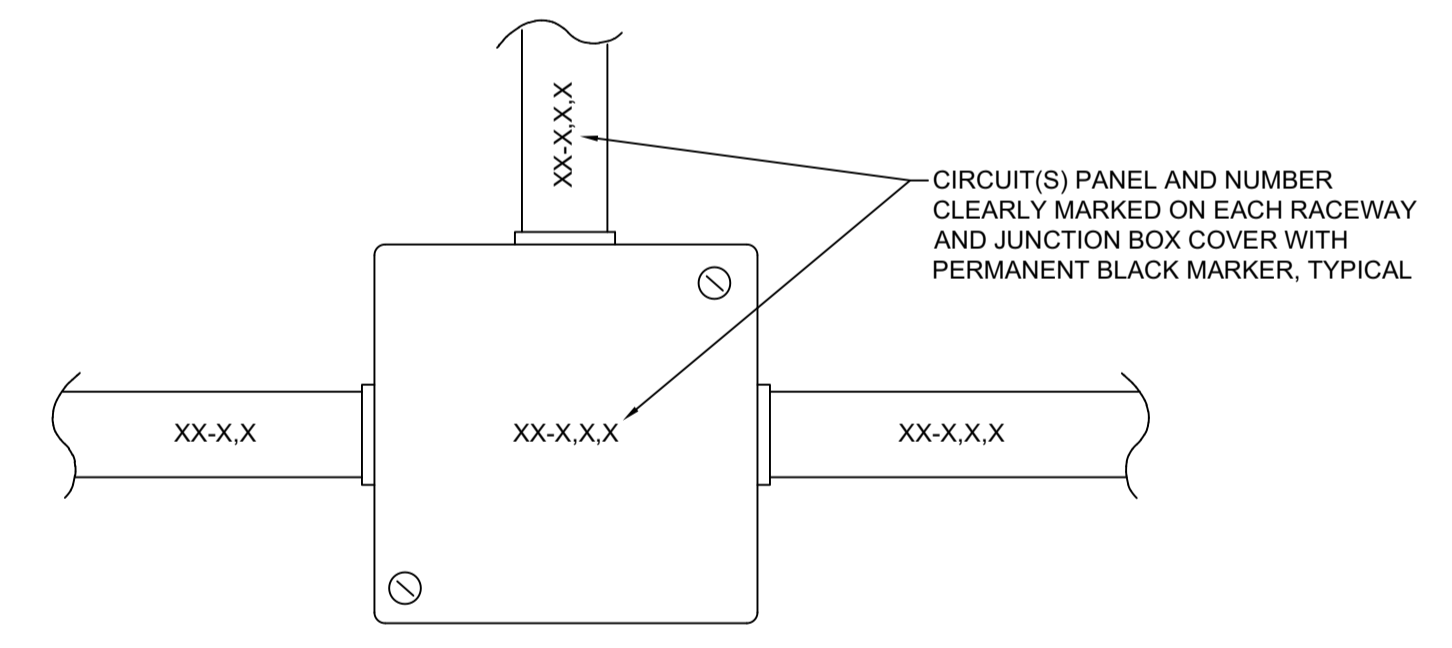 XX-X,X,X
CIRCUIT(S) PANEL AND NUMBER
CLEARLY MARKED ON EACH RACEWAY
AND JUNCTION BOX COVER WITH
PERMANENT BLACK MARKER, TYPICAL
XX-X,X
XX-X,X,X
XX-X,X,X